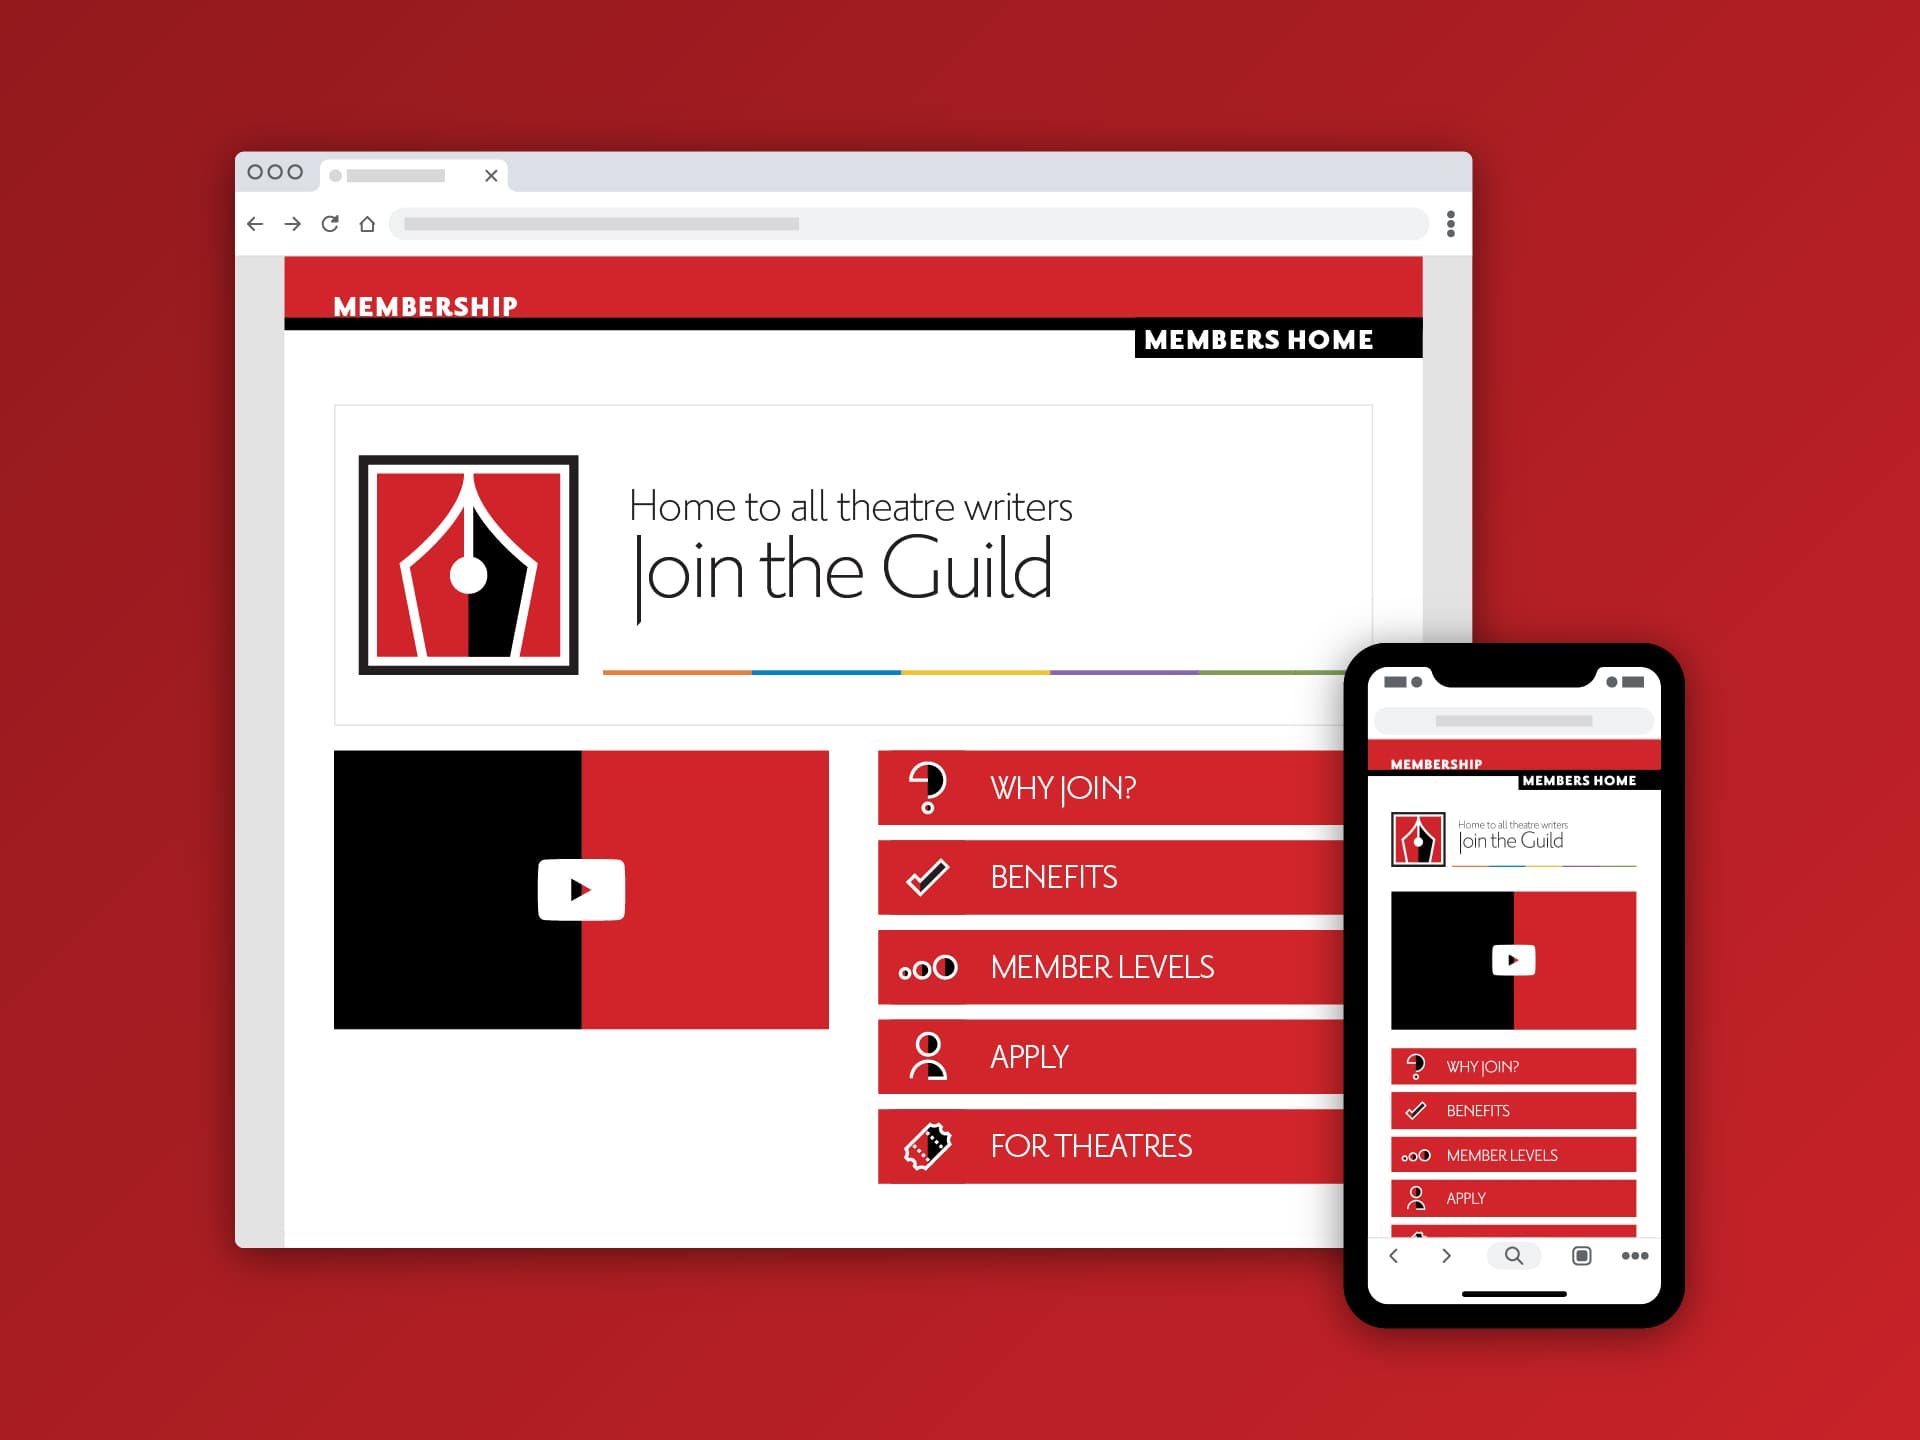 MEMBERSHIP
MEMBERS HOME
Home to all theatre writers
Join the Guild
WHY JOIN?
BENEFITS
MEMBER LEVELS
APPLY
FOR THEATRES
MEMBERSHIP
MEMBERS HOME
Home to all theatre writers
Join the Guild
WHY JOIN?
BENEFITS
MEMBER LEVELS
APPLY